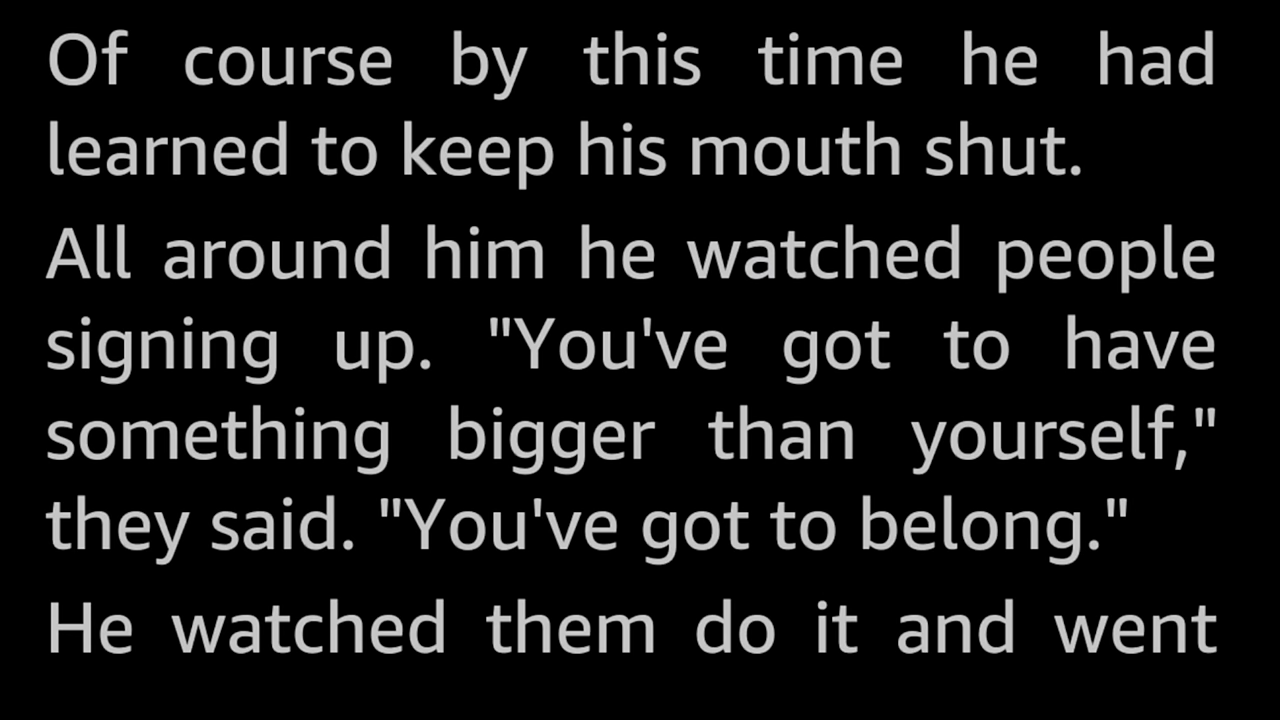 Of course by this time he had
learned to keep his mouth shut.
All around him he watched people
signing up. "You've got to have
something bigger than yourself,"
they said. "You've got to belong."
He watched them do it and went